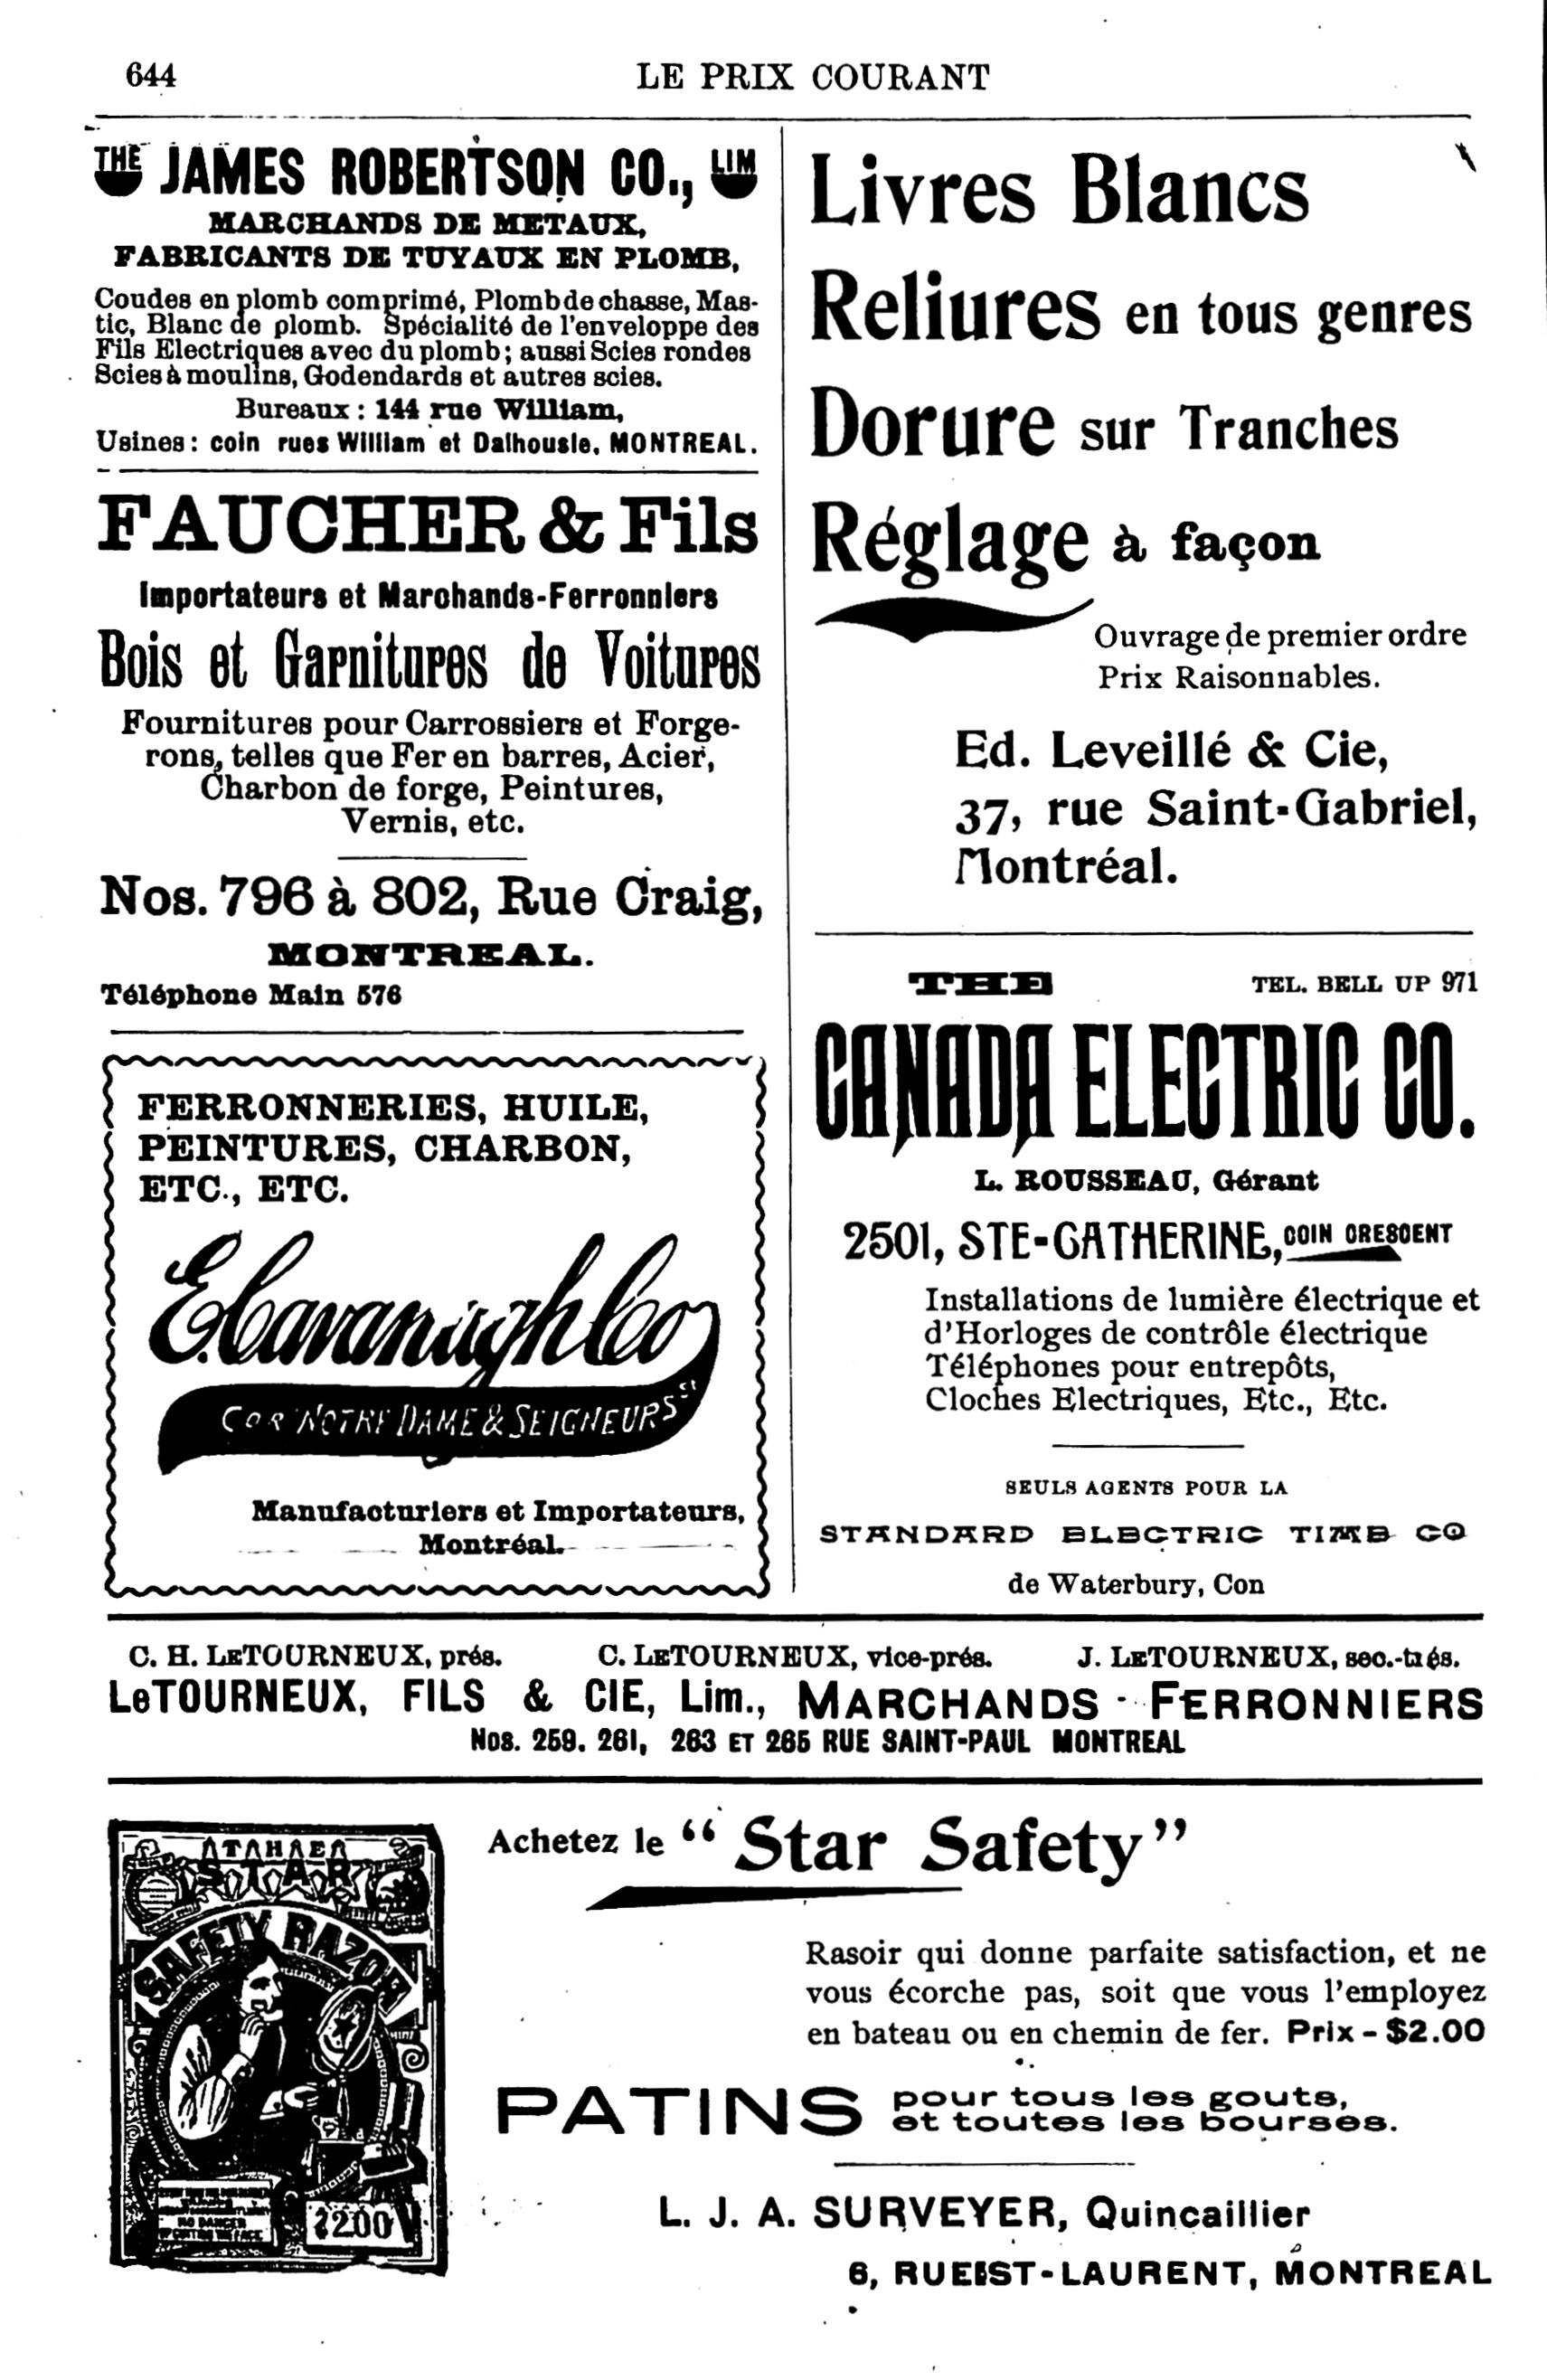 644
LE PRIX COURANT
THE JAMES ROBERTSON CO., LIM
MARCHANDS DE METAUX,
FABRICANTS DE TUYAUX EN PLOMB,
Coudes en plomb comprimé, Plomb de chasse, Mas-
tic, Blanc de plomb. Spécialité de l'enveloppe des
Fils Electriques avec du plomb; aussi Scies rondes
Scies à moulins, Godendards et autres scies.
Bureaux : 144 rue William,
Usines : coin rues William et Dalhousie, MONTREAL.
FAUCHER & Fils
Importateurs et Marchands-Ferronniers
Bois et Garnitures de Voitures
Fournitures pour Carrossiers et Forge-
rons, telles que Fer en barres, Acier,
Charbon de forge, Peintures,
Vernis, etc.
Nos. 796 à 802, Rue Craig,
MONTREAL.
Téléphone Main 576
FERRONNERIES, HUILE,
PEINTURES, CHARBON,
ETC., ETC.
E. Cavanagh Co
COR NOTRE DAME & SEIGNEURS St
Manufacturiers et Importateurs,
Montréal.
Livres Blancs
Reliures en tous genres
Dorure sur Tranches
Réglage à façon
Ouvrage de premier ordre
Prix Raisonnables.
Ed. Leveillé & Cie,
37, rue Saint-Gabriel,
Montréal.
THE TEL. BELL UP 971
CANADA ELECTRIC CO.
L. ROUSSEAU, Gérant
2501, STE-CATHERINE, COIN CRESCENT
Installations de lumière électrique et
d'Horloges de contrôle électrique
Téléphones pour entrepôts,
Cloches Electriques, Etc., Etc.
SEULS AGENTS POUR LA
STANDARD ELECTRIC TIME CO
de Waterbury, Con
C. H. LETOURNEUX, prés. C. LETOURNEUX, vice-prés. J. LETOURNEUX, sec.-trés.
LeTOURNEUX, FILS & CIE, Lim., MARCHANDS - FERRONNIERS
Nos. 259. 261, 263 ET 265 RUE SAINT-PAUL MONTREAL
STAR
SAFETY RAZOR
NO DANGER
OF CUTTING THE FACE
$2.00
Achetez le "Star Safety"
Rasoir qui donne parfaite satisfaction, et ne
vous écorche pas, soit que vous l'employez
en bateau ou en chemin de fer. Prix - $2.00
PATINS pour tous les gouts,
et toutes les bourses.
L. J. A. SURVEYER, Quincaillier
6, RUE ST-LAURENT, MONTREAL